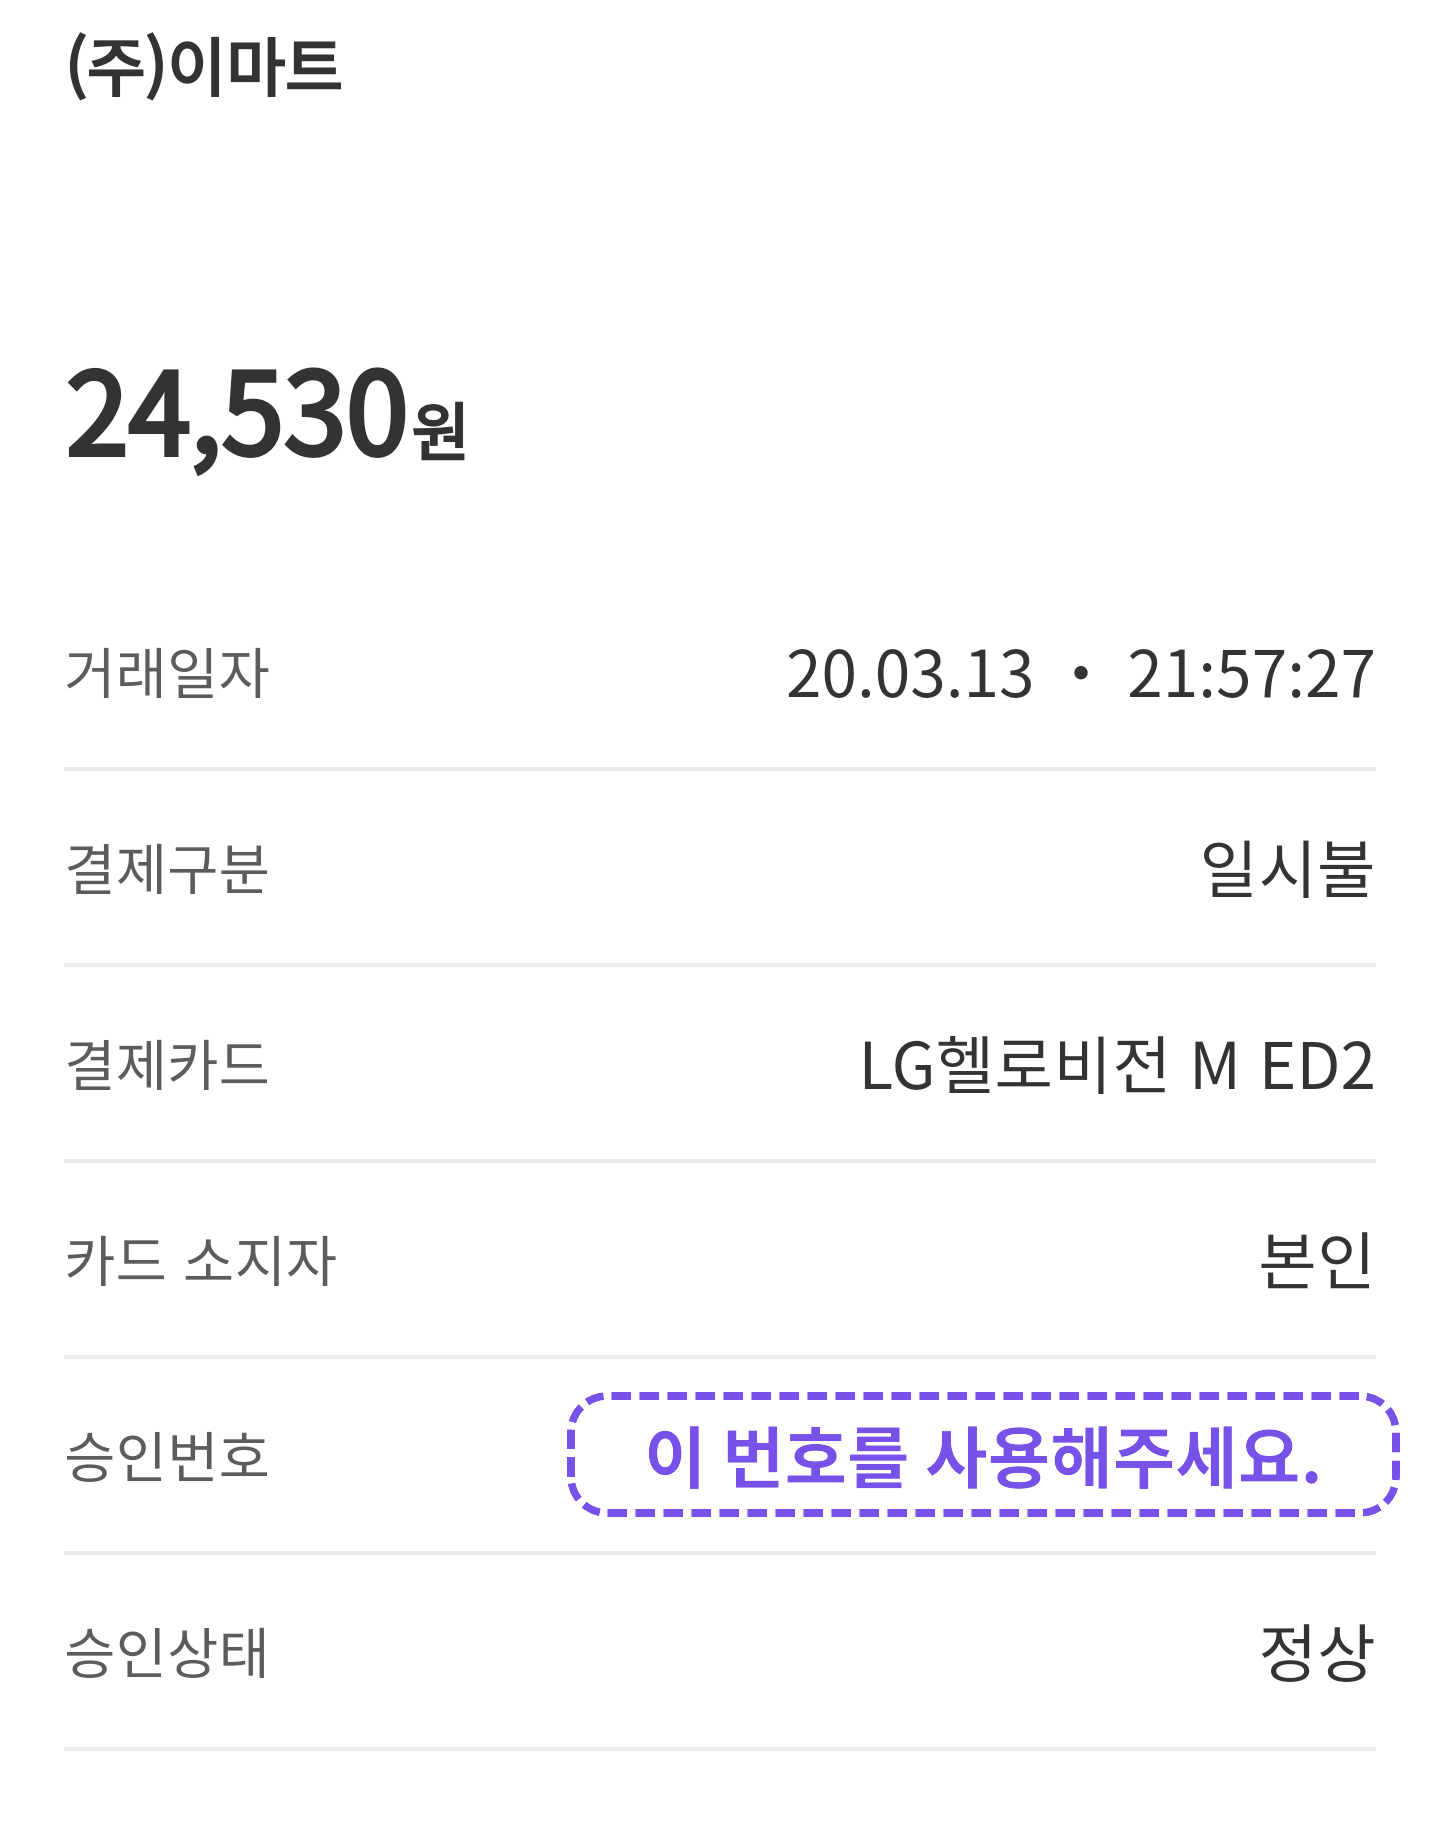 (주)이마트
24,530원
거래일자 20.03.13 • 21:57:27
결제구분 일시불
결제카드 LG헬로비전 M ED2
카드 소지자 본인
승인번호 이 번호를 사용해주세요.
승인상태 정상